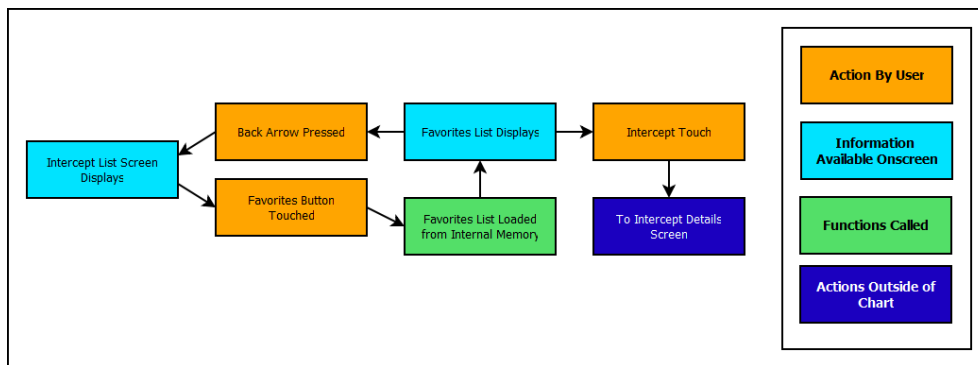 Back Arrow Pressed
Favorites List Displays
Intercept Touch
Intercept List Screen
Displays
Favorites Button
Touched
Favorites List Loaded
from Internal Memory
To Intercept Details
Screen
Action By User
Information
Available Onscreen
Functions Called
Actions Outside of
Chart